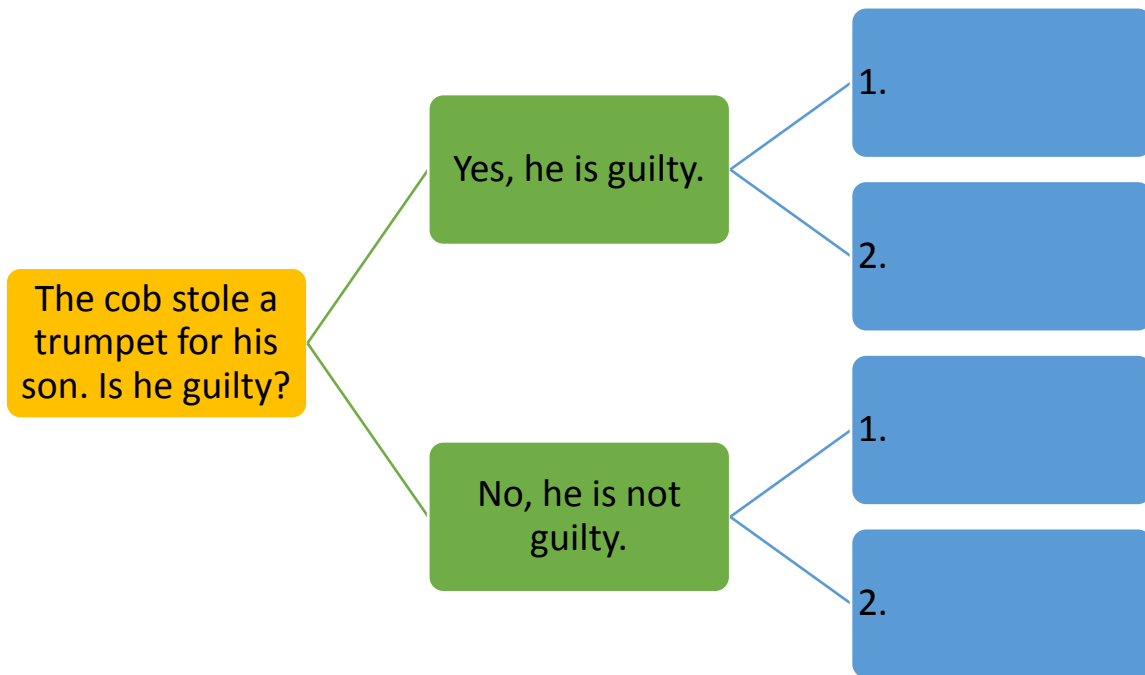 The cob stole a
trumpet for his
son. Is he guilty?
Yes, he is guilty.
1.
2.
No, he is not
guilty.
1.
2.